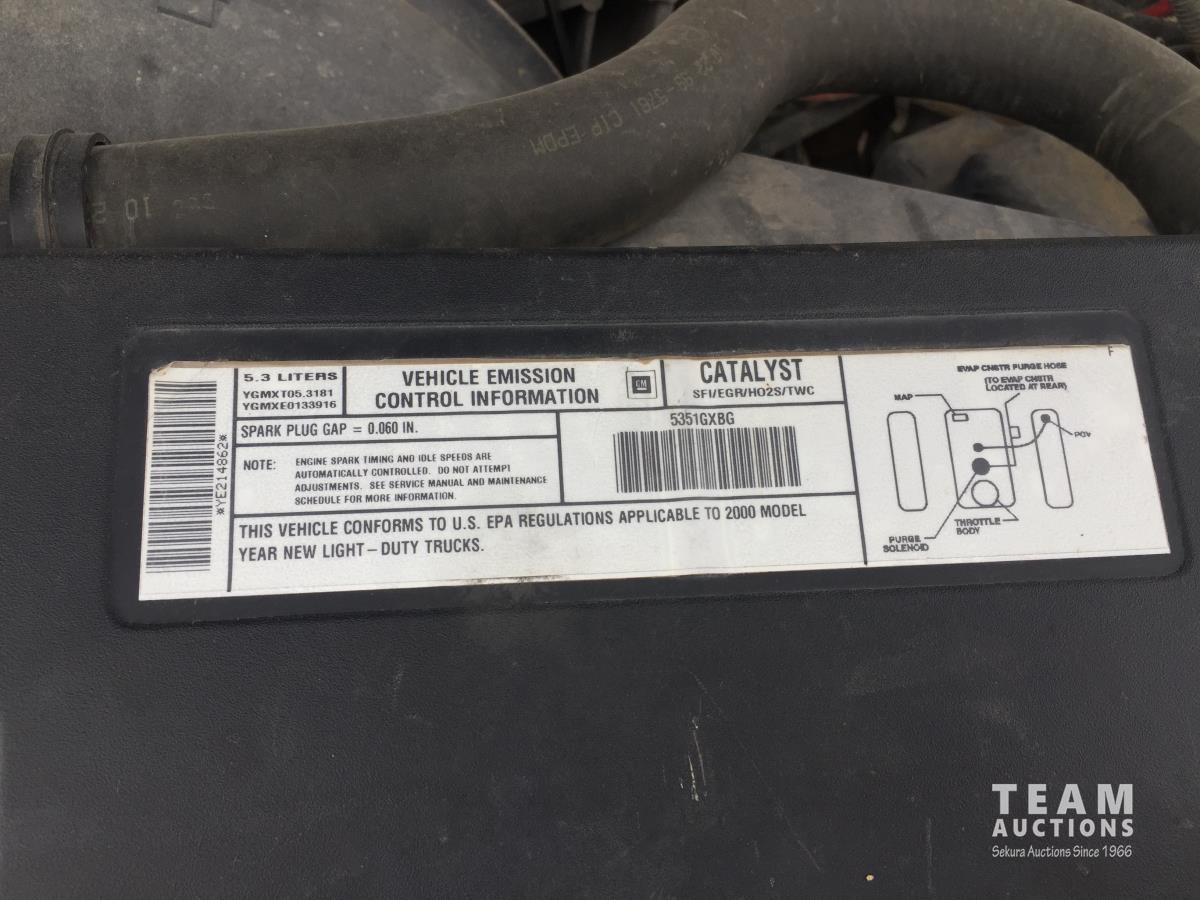 CIP EPDM
10
*YE214862*
5.3 LITERS
YGMXT05.3181
YGMXE0133916
VEHICLE EMISSION
CONTROL INFORMATION
GM
CATALYST
SFI/EGR/HO2S/TWC
SPARK PLUG GAP = 0.060 IN.
5351GXBG
NOTE:
ENGINE SPARK TIMING AND IDLE SPEEDS ARE
AUTOMATICALLY CONTROLLED. DO NOT ATTEMPT
ADJUSTMENTS. SEE SERVICE MANUAL AND MAINTENANCE
SCHEDULE FOR MORE INFORMATION.
THIS VEHICLE CONFORMS TO U.S. EPA REGULATIONS APPLICABLE TO 2000 MODEL
YEAR NEW LIGHT-DUTY TRUCKS.
F
EVAP CNSTR PURGE HOSE
(TO EVAP CNSTR
LOCATED AT REAR)
MAP
PCV
THROTTLE
BODY
PURGE
SOLENOID
TEAM
AUCTIONS
Sekura Auctions Since 1966